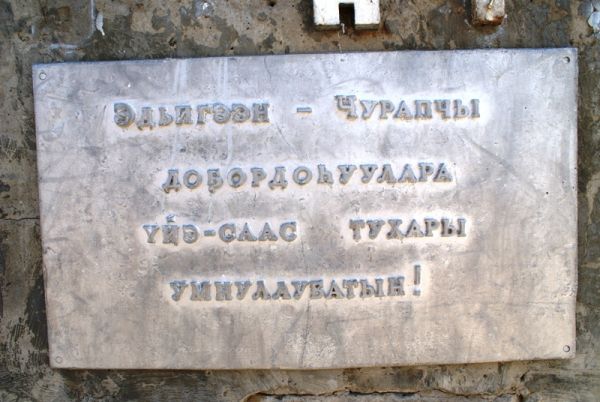 Эдьигээн – Чурапчы
доҕордоһуулара
үйэ-саас тухары
умнуллубатын!